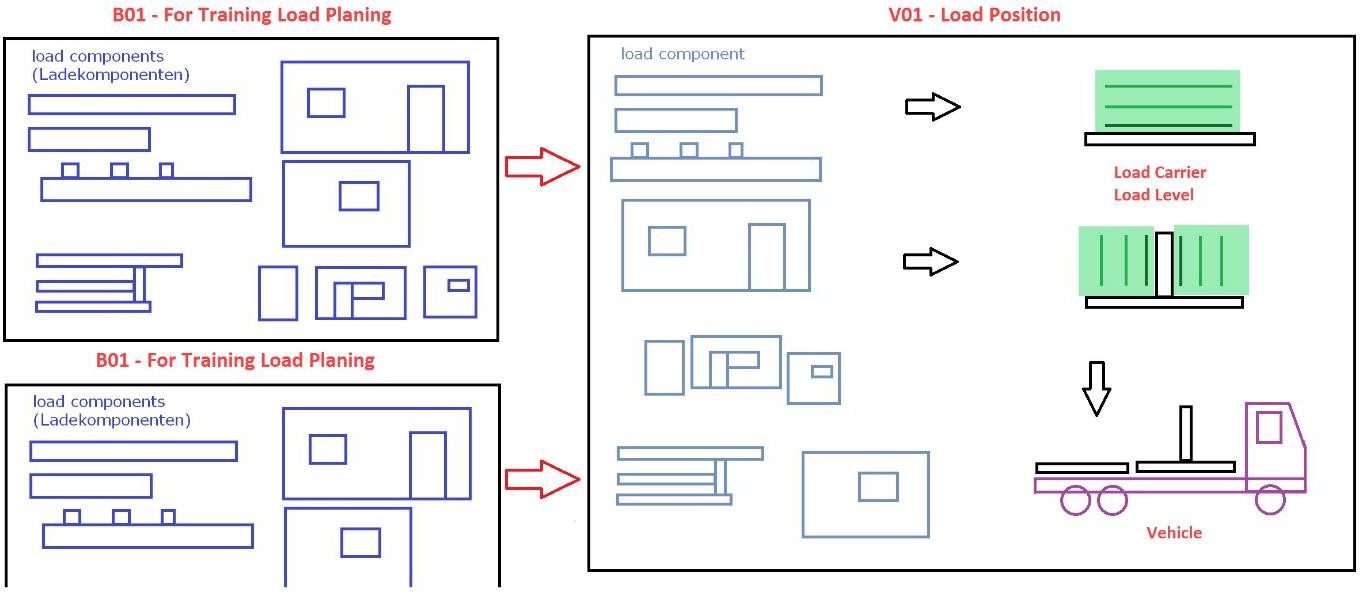 B01 - For Training Load Planing
load components
(Ladekomponenten)
B01 - For Training Load Planing
load components
(Ladekomponenten)
V01 - Load Position
load component
Load Carrier
Load Level
Vehicle